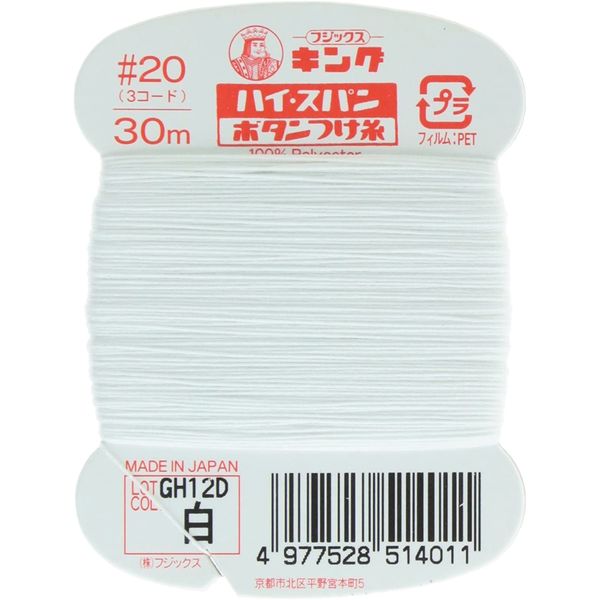 フジックス
キング
#20
(3コード)
30m
ハイ・スパン
ボタンつけ糸
100% Polyester
プラ
フィルム:PET
MADE IN JAPAN
LOT GH12D
COL 白
(株)フジックス
4 977528 514011
京都市北区平野宮本町5